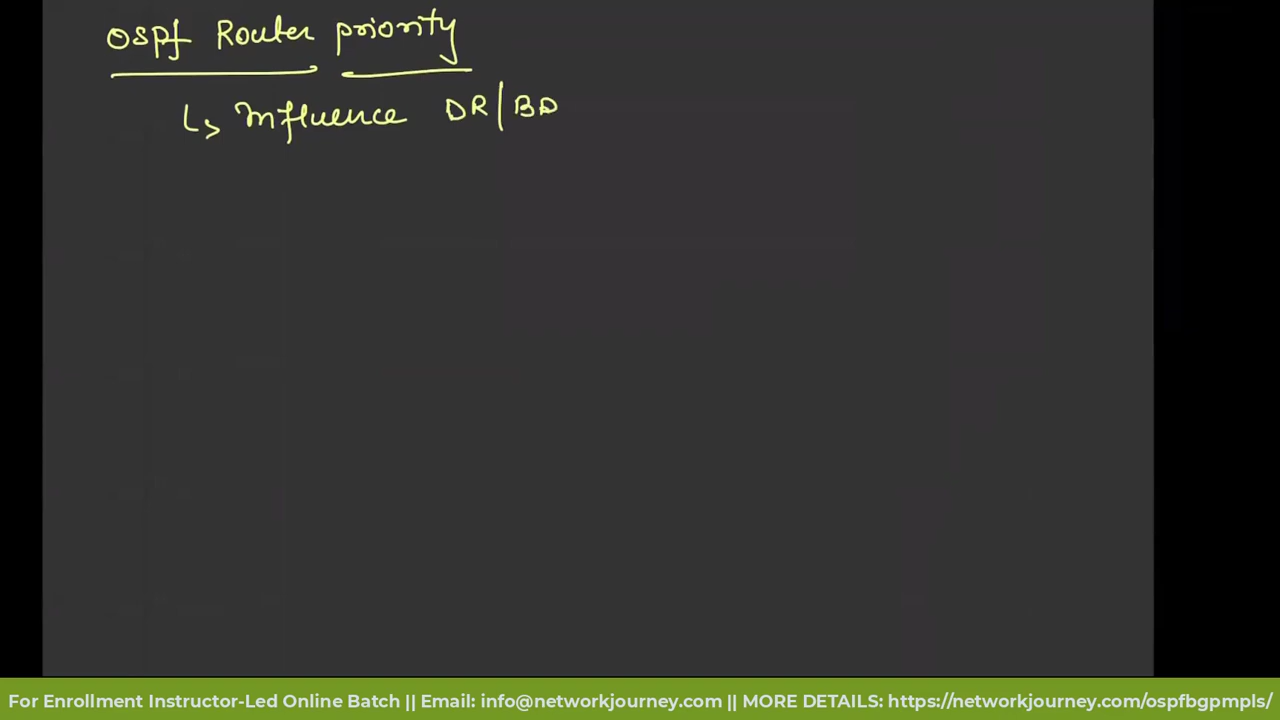 OSPf Router priority
↳ Influence DR/BD
For Enrollment Instructor-Led Online Batch || Email: info@networkjourney.com || MORE DETAILS: https://networkjourney.com/ospfbgpmpls/